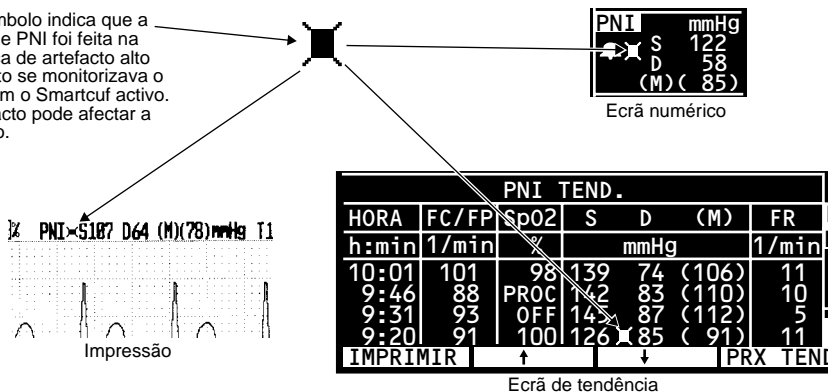 mbolo indica que a
e PNI foi feita na
a de artefacto alto
to se monitorizava o
m o Smartcuf activo.
acto pode afectar a
o.
PNI mmHg
S 122
D 58
(M)( 85)
Ecrã numérico
% PNI S107 D64 (M)(78)mmHg T1
Impressão
PNI TEND.
HORA FC/FP SpO2 S D (M) FR
h:min 1/min % mmHg 1/min
10:01 101 98 139 74 (106) 11
9:46 88 PROC 142 83 (110) 10
9:31 93 OFF 145 87 (112) 5
9:20 91 100 126 85 ( 91) 11
IMPRIMIR ↑ ↓ PRX TEND
Ecrã de tendência